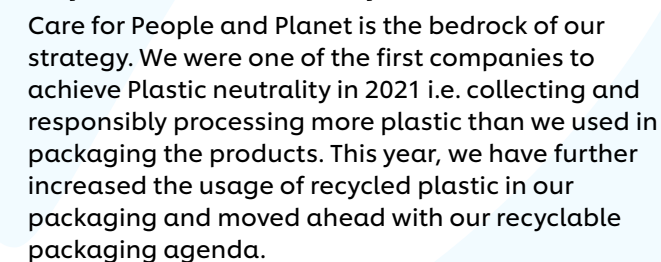 Care for People and Planet is the bedrock of our
strategy. We were one of the first companies to
achieve Plastic neutrality in 2021 i.e. collecting and
responsibly processing more plastic than we used in
packaging the products. This year, we have further
increased the usage of recycled plastic in our
packaging and moved ahead with our recyclable
packaging agenda.